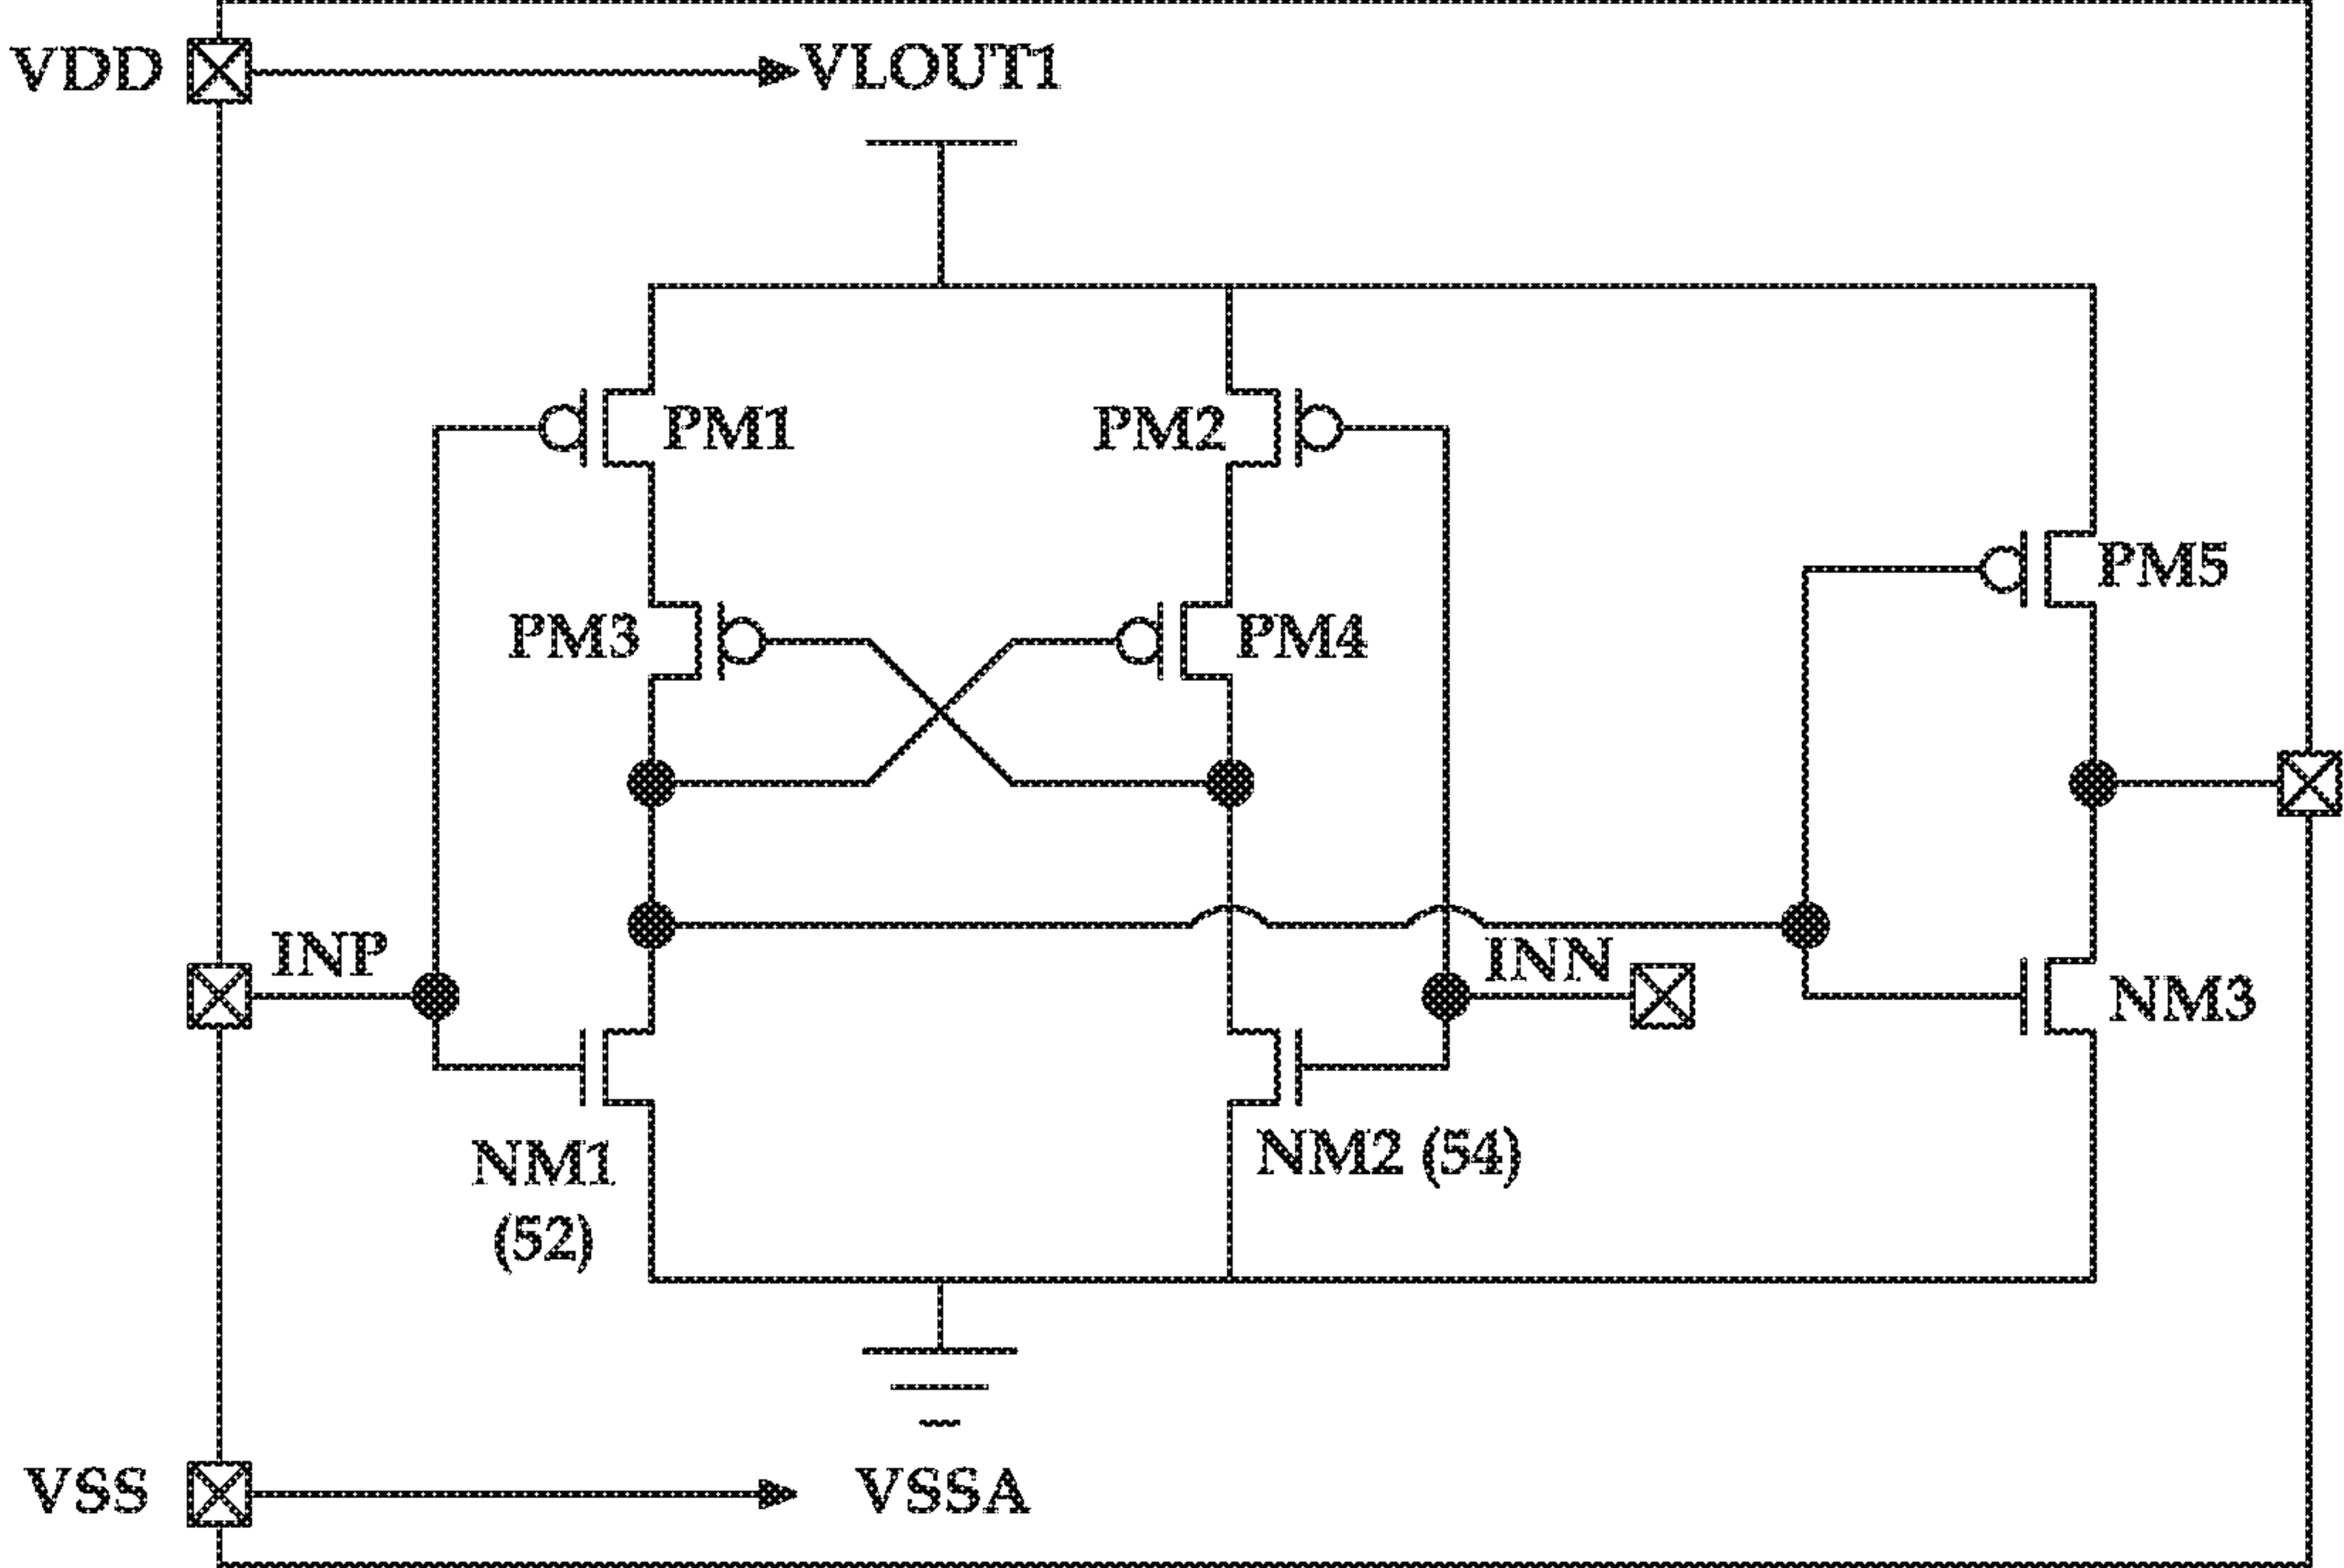 VDD
VLOUT1
PM1
PM2
PM5
PM3
PM4
INP
INN
NM3
NM1
(52)
NM2 (54)
VSS
VSSA